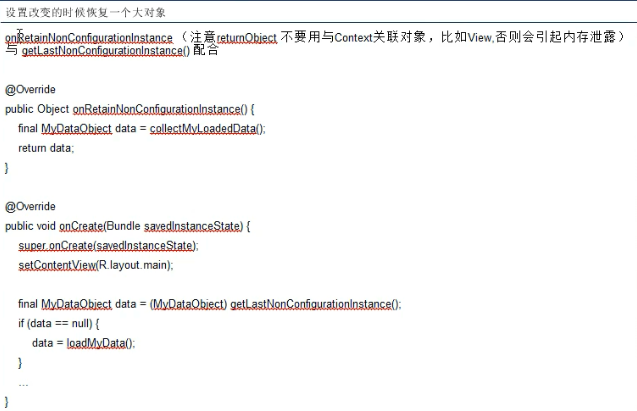 设置改变的时候恢复一个大对象
onRetainNonConfigurationInstance （注意returnObject 不要用与Context关联对象，比如View,否则会引起内存泄露）
与 getLastNonConfigurationInstance() 配合
@Override
public Object onRetainNonConfigurationInstance() {
final MyDataObject data = collectMyLoadedData();
return data;
}
@Override
public void onCreate(Bundle savedInstanceState) {
super.onCreate(savedInstanceState);
setContentView(R.layout.main);
final MyDataObject data = (MyDataObject) getLastNonConfigurationInstance();
if (data == null) {
data = loadMyData();
}
...
}